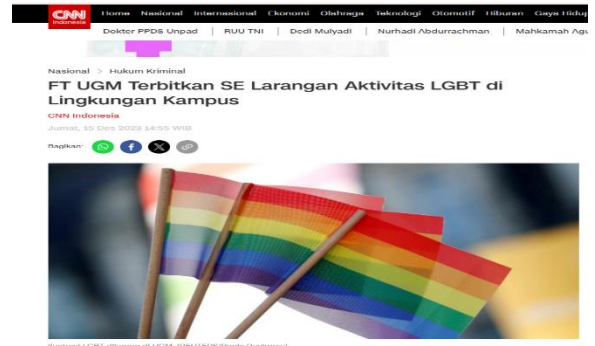 CNN Indonesia
Home Nasional Internasional Ekonomi Olahraga Teknologi Otomotif Hiburan Gaya Hidup
Dokter PPDS Unpad | RUU TNI | Dedi Mulyadi | Nurhadi Abdurrachman | Mahkamah Agu
Nasional > Hukum Kriminal
FT UGM Terbitkan SE Larangan Aktivitas LGBT di
Lingkungan Kampus
CNN Indonesia
Jumat, 15 Des 2023 14:55 WIB
Bagikan: